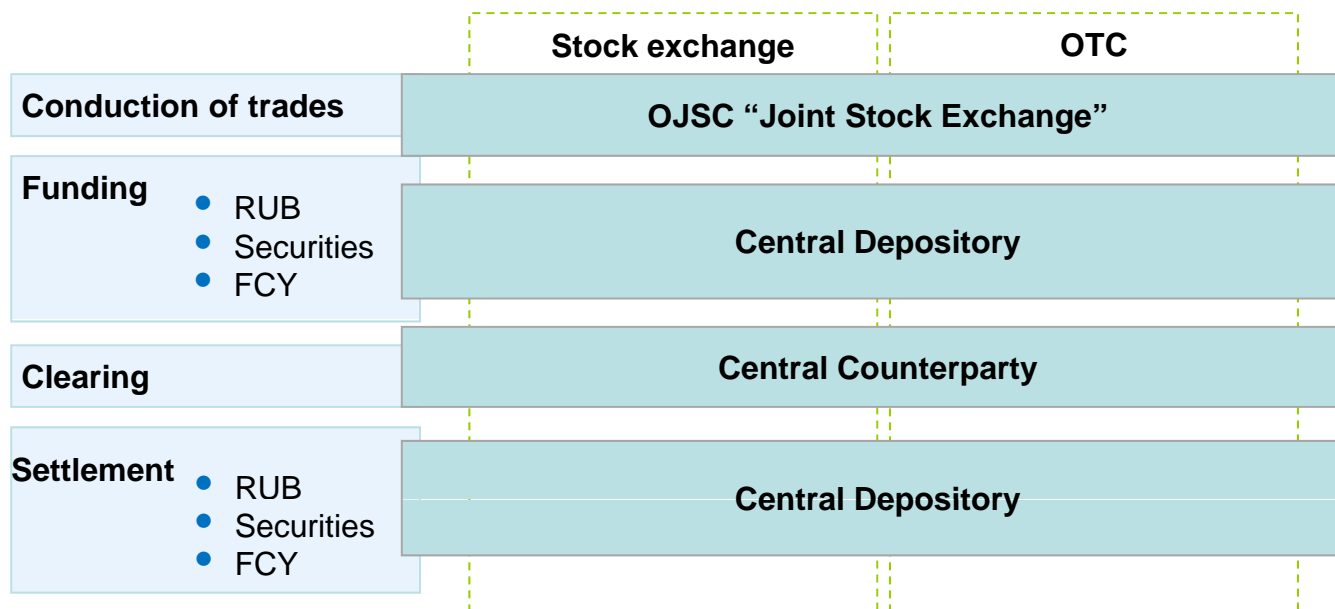 Stock exchange
OTC
Conduction of trades
OJSC “Joint Stock Exchange”
Funding
• RUB
• Securities
• FCY
Central Depository
Clearing
Central Counterparty
Settlement
• RUB
• Securities
• FCY
Central Depository